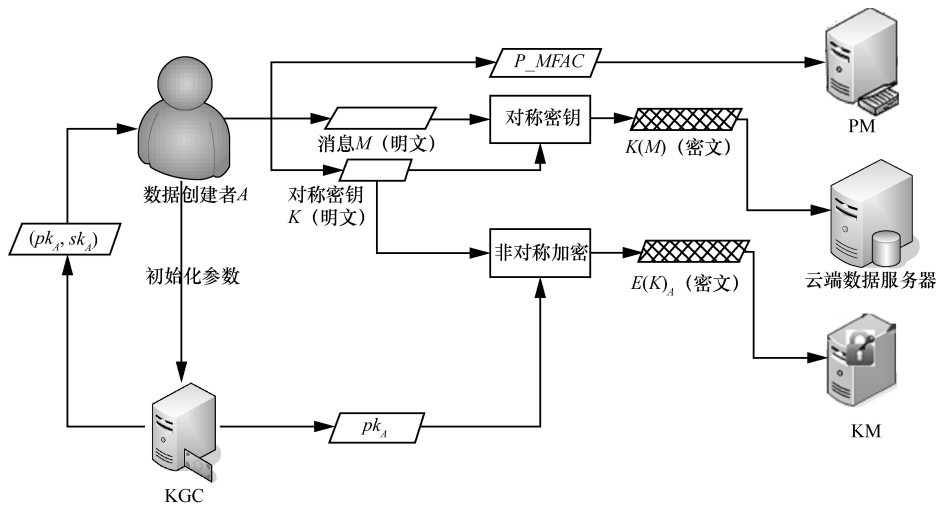 P_MFAC
PM
消息M（明文）
对称密钥
K(M)（密文）
数据创建者A
对称密钥
K（明文）
(pkA, skA)
初始化参数
非对称加密
E(K)A（密文）
云端数据服务器
pkA
KM
KGC